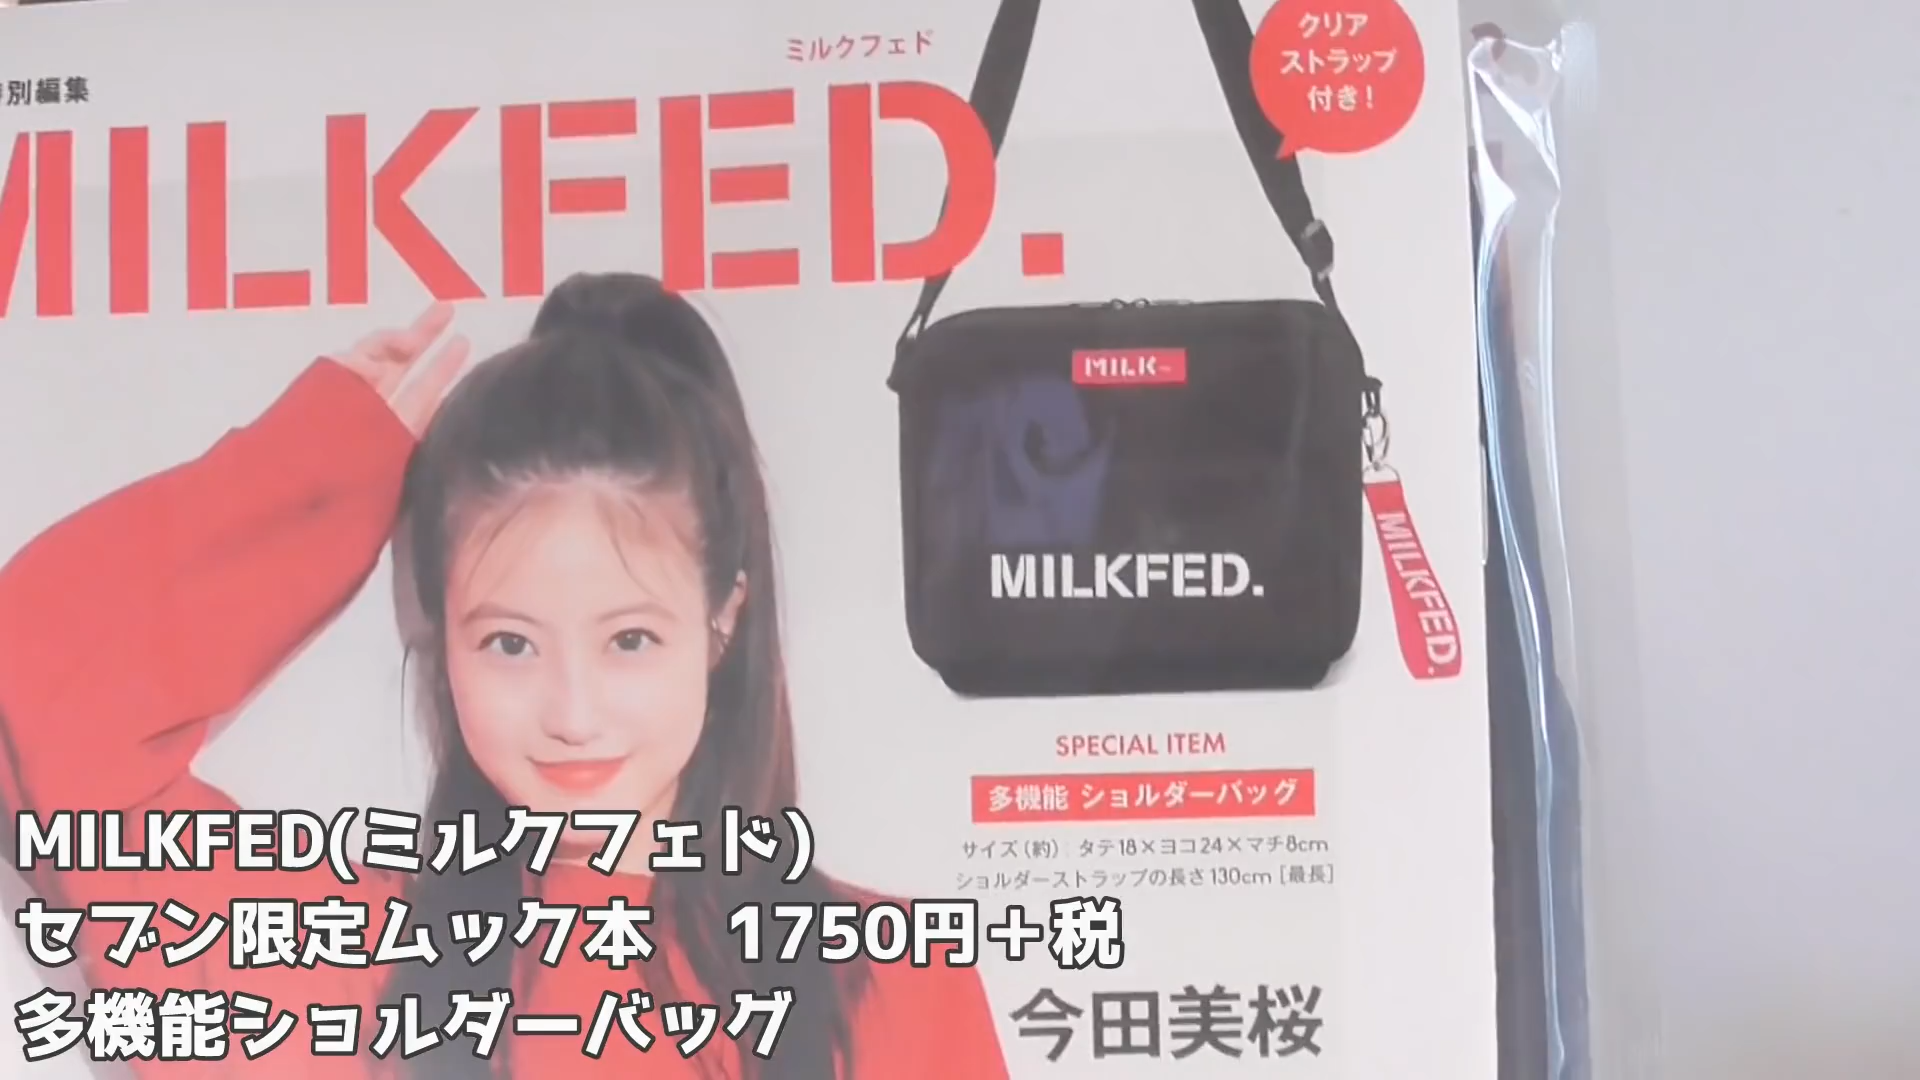 ミルクフェド
別編集
MILKFED.
クリア
ストラップ
付き!
MILK
MILKFED.
MILKFED.
SPECIAL ITEM
多機能 ショルダーバッグ
サイズ(約):タテ18×ヨコ24×マチ8cm
ショルダーストラップの長さ130cm[最長]
今田美桜
MILKFED(ミルクフェド)
セブン限定ムック本　1750円+税
多機能ショルダーバッグ